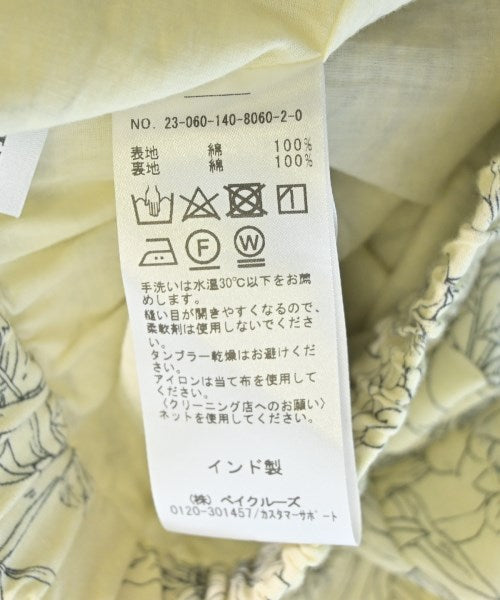 NO. 23-060-140-8060-2-0
表地 綿 100%
裏地 綿 100%
F W
手洗いは水温30℃以下をお薦
めします。
縫い目が開きやすくなるので、
柔軟剤は使用しないでくださ
い。
タンブラー乾燥はお避けくだ
さい。
アイロンは当て布を使用して
ください。
〈クリーニング店へのお願い〉
ネットを使用してください。
インド製
(株) ベイクルーズ
0120-301457/カスタマーサポート